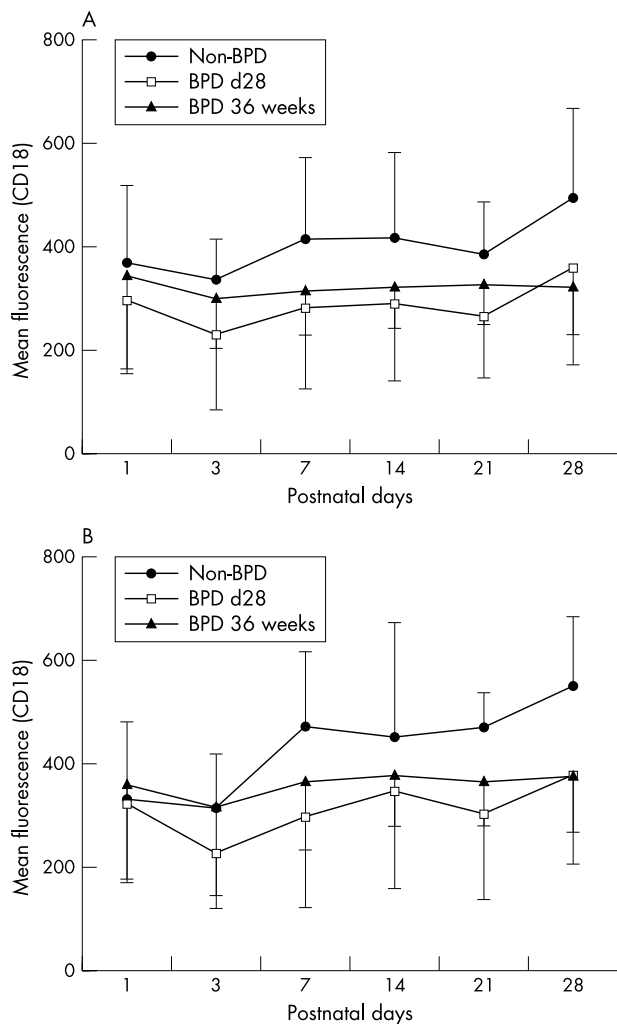 A
800
Non-BPD
BPD d28
BPD 36 weeks
600
400
200
0
Mean fluorescence (CD18)
1 3 7 14 21 28
Postnatal days
B
800
Non-BPD
BPD d28
BPD 36 weeks
600
400
200
0
Mean fluorescence (CD18)
1 3 7 14 21 28
Postnatal days